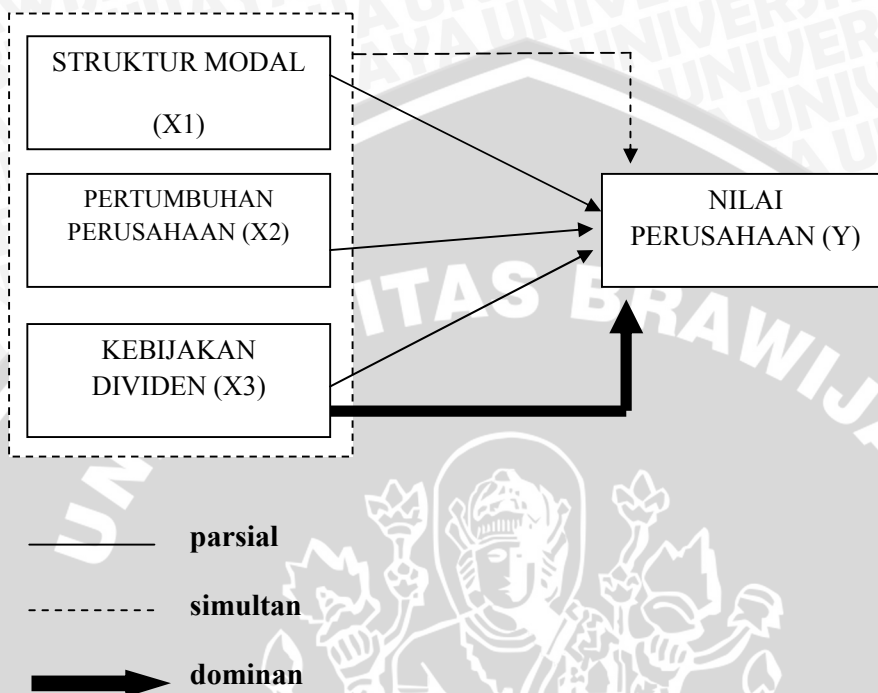 STRUKTUR MODAL
(X1)
PERTUMBUHAN
PERUSAHAAN (X2)
KEBIJAKAN
DIVIDEN (X3)
NILAI
PERUSAHAAN (Y)
parsial
simultan
dominan